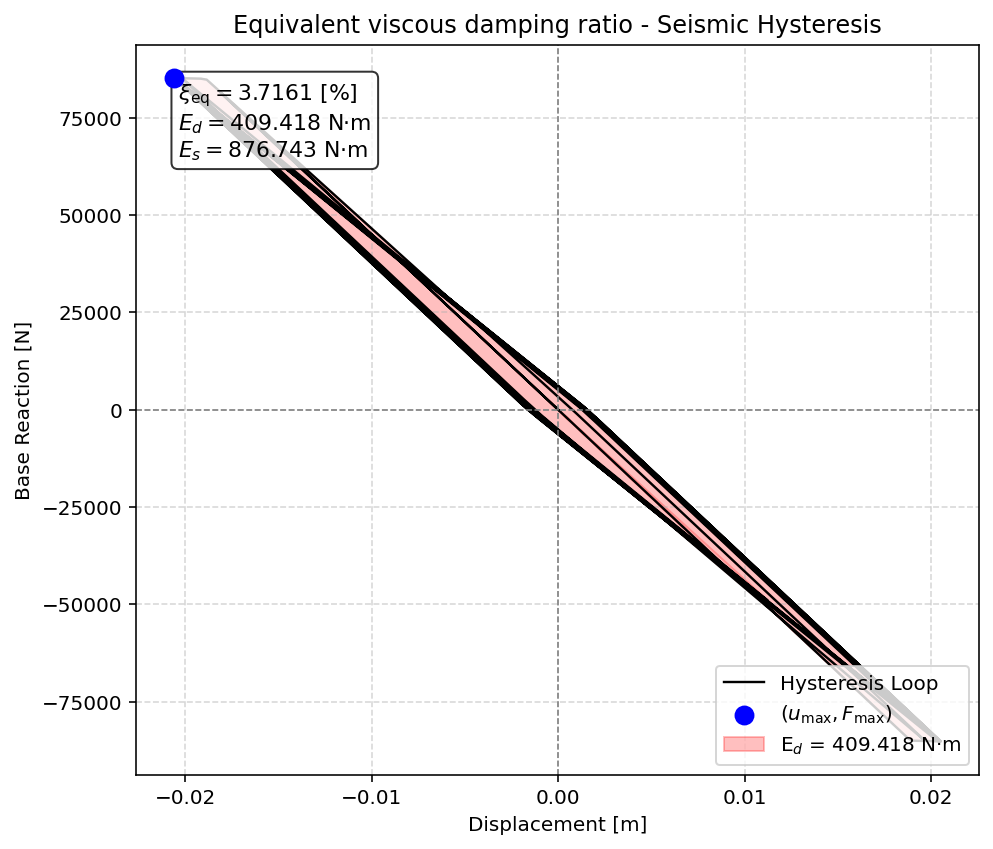 Equivalent viscous damping ratio - Seismic Hysteresis
ξeq = 3.7161 [%]
Ed = 409.418 N·m
Es = 876.743 N·m
75000
50000
25000
0
−25000
−50000
−75000
Base Reaction [N]
Hysteresis Loop
(umax, Fmax)
Ed = 409.418 N·m
−0.02
−0.01
0.00
0.01
0.02
Displacement [m]